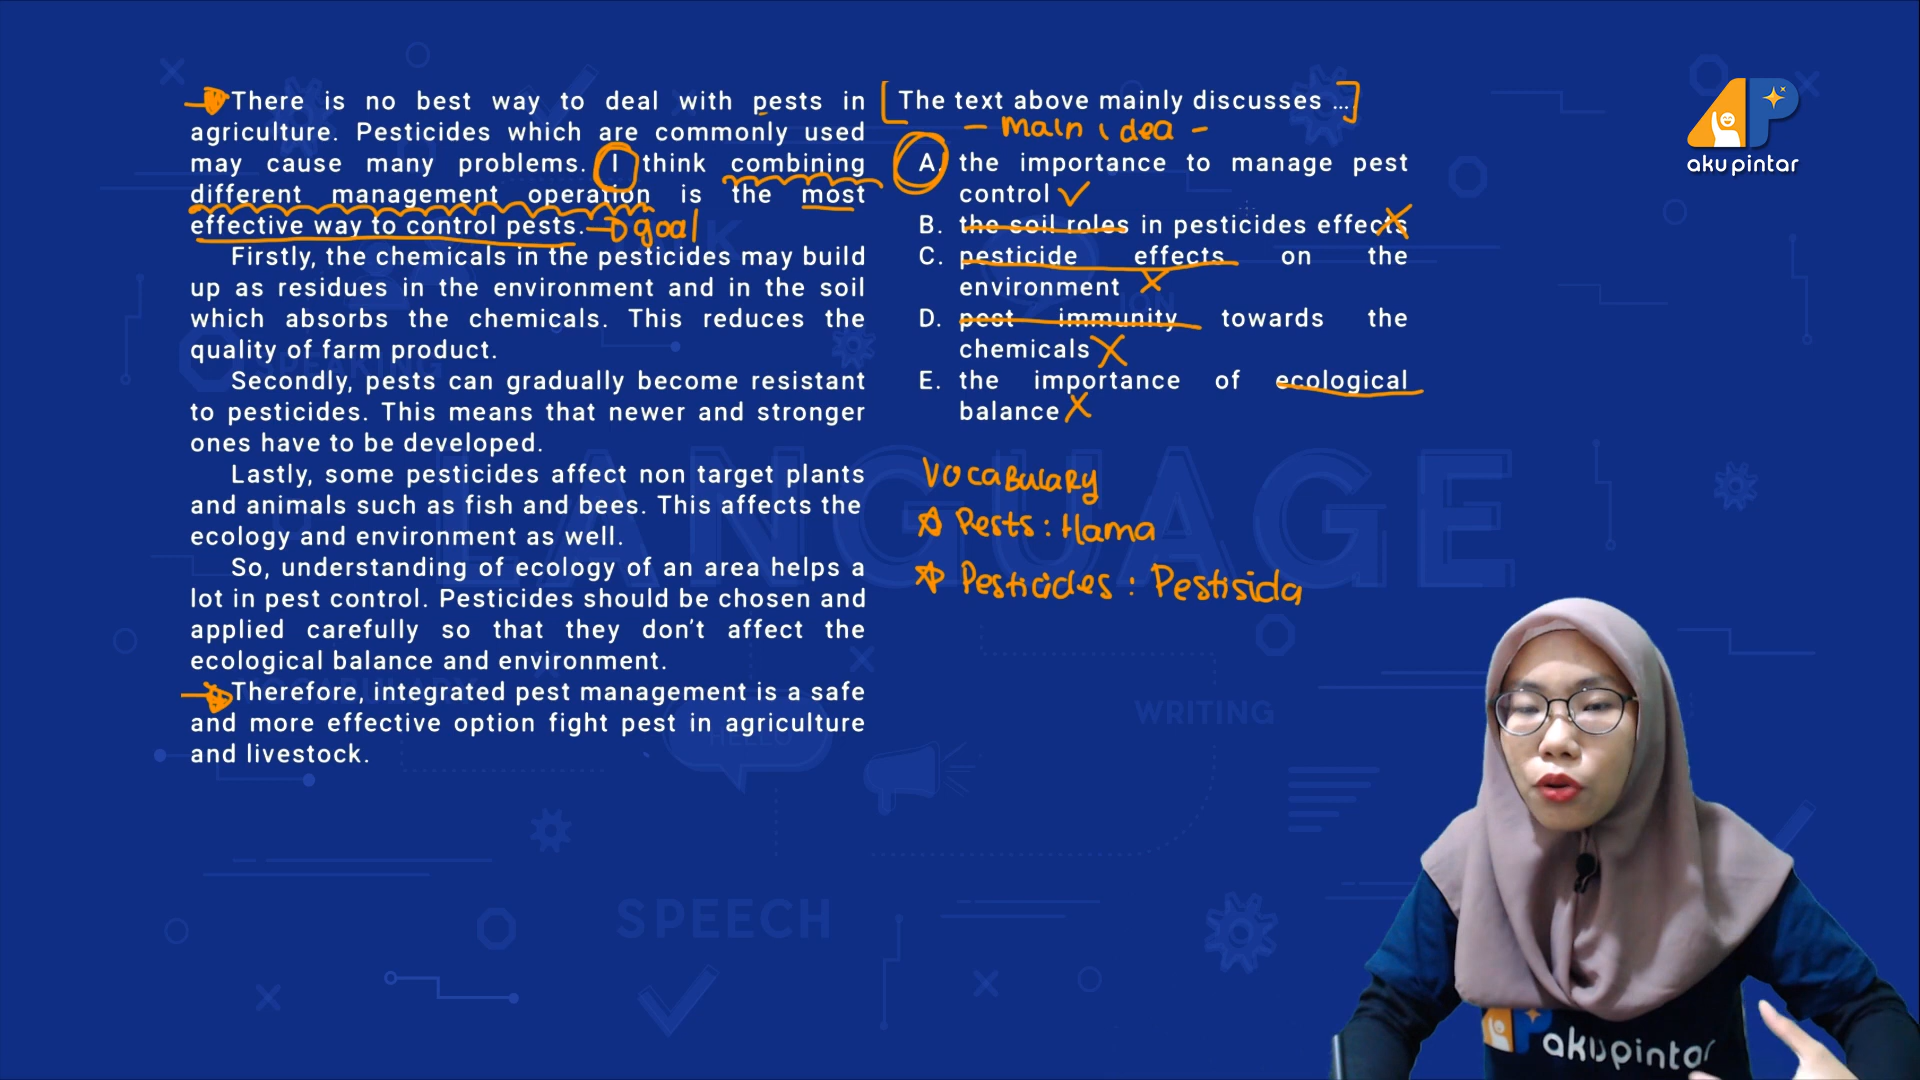 There is no best way to deal with pests in
agriculture. Pesticides which are commonly used
may cause many problems. I think combining
different management operation is the most
effective way to control pests.
goal
Firstly, the chemicals in the pesticides may build
up as residues in the environment and in the soil
which absorbs the chemicals. This reduces the
quality of farm product.
Secondly, pests can gradually become resistant
to pesticides. This means that newer and stronger
ones have to be developed.
Lastly, some pesticides affect non target plants
and animals such as fish and bees. This affects the
ecology and environment as well.
So, understanding of ecology of an area helps a
lot in pest control. Pesticides should be chosen and
applied carefully so that they don't affect the
ecological balance and environment.
Therefore, integrated pest management is a safe
and more effective option fight pest in agriculture
and livestock.
The text above mainly discusses ...
- Main idea -
A. the importance to manage pest
control
B. the soil roles in pesticides effects
C. pesticide effects on the
environment
D. pest immunity towards the
chemicals
E. the importance of ecological
balance
Vocabulary
Pests : Hama
Pesticides : Pestisida
AP
aku pintar
LANGUAGE
SPEAKING
VOCABULARY
HELLO
WRITING
SPEECH
akupintar